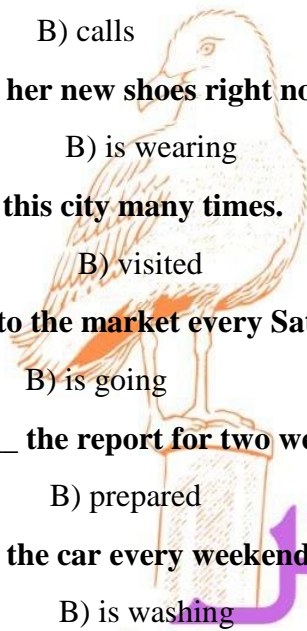 B) calls
her new shoes right no
B) is wearing
this city many times.
B) visited
to the market every Sa
B) is going
_ the report for two we
B) prepared
the car every weekend
B) is washing